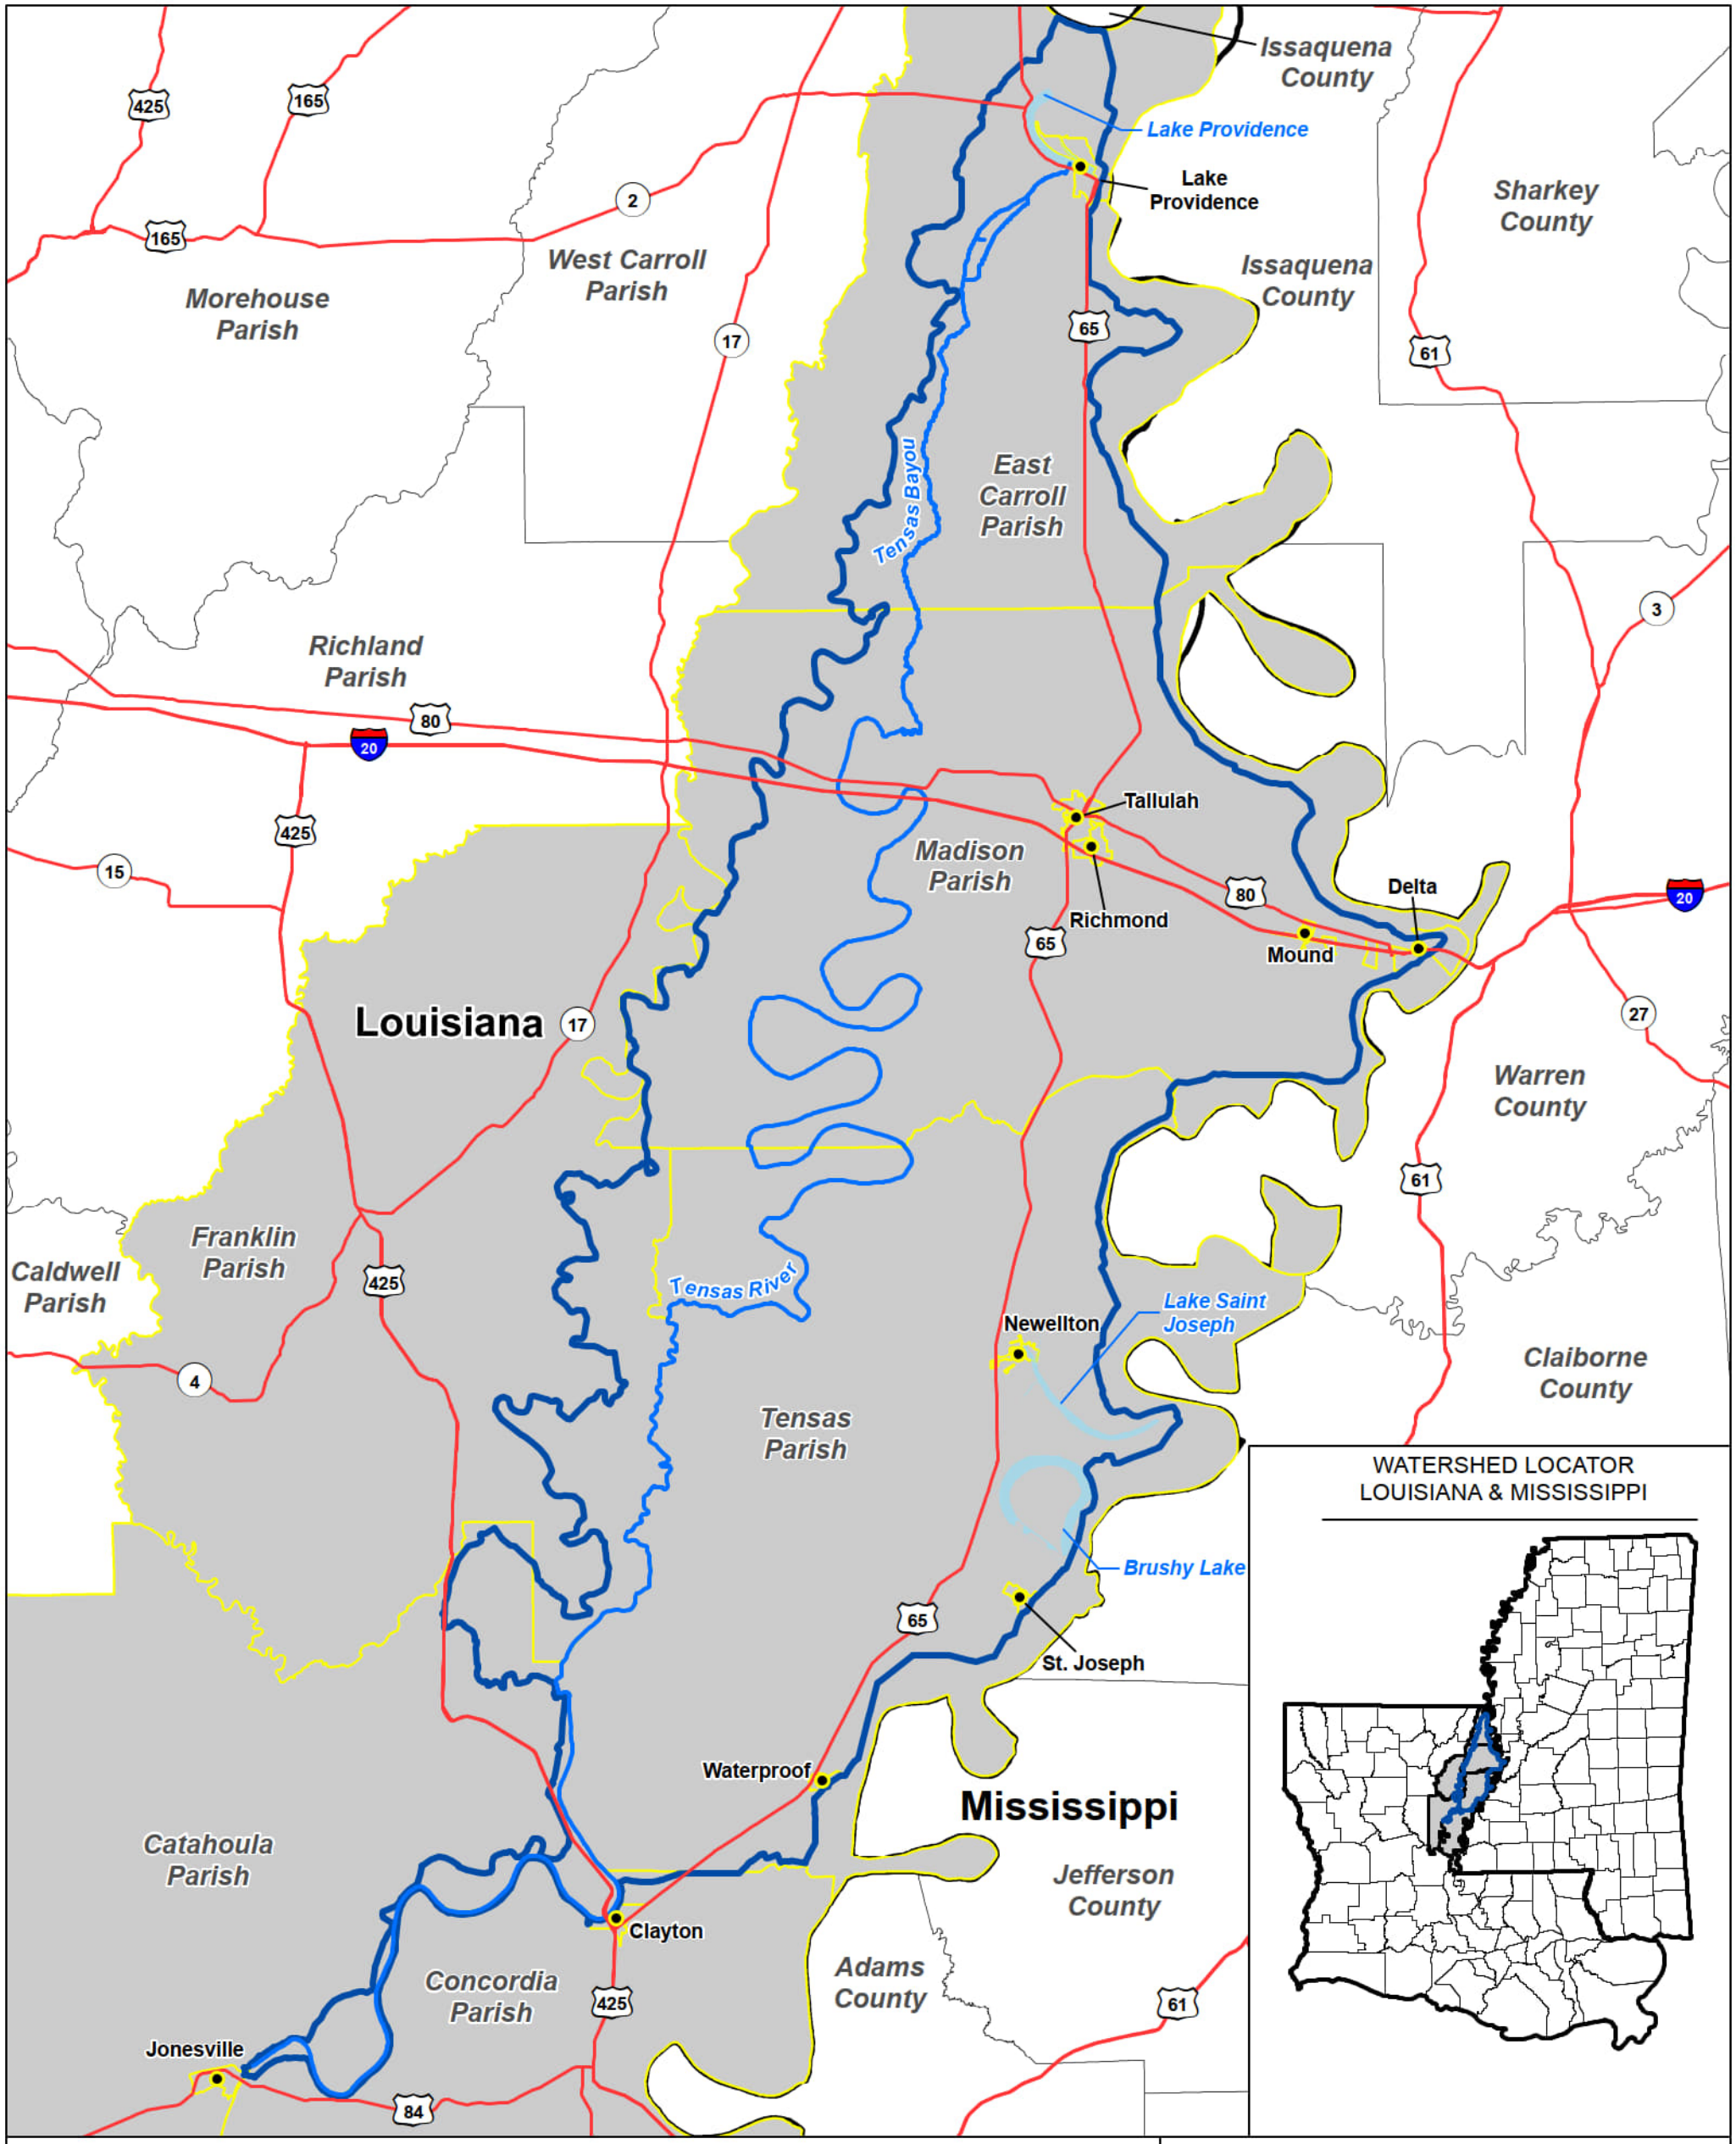 Issaquena
County
425
165
Lake Providence
Lake
Providence
Sharkey
County
2
165
West Carroll
Parish
Issaquena
County
Morehouse
Parish
65
17
61
East
Carroll
Parish
Tensas Bayou
3
Richland
Parish
80
20
Tallulah
425
Madison
Parish
15
Delta
80
20
Richmond
65
Mound
Louisiana
17
27
Warren
County
61
Franklin
Parish
Caldwell
Parish
425
Tensas River
Lake Saint
Joseph
Newellton
Claiborne
County
4
Tensas
Parish
WATERSHED LOCATOR
LOUISIANA & MISSISSIPPI
Brushy Lake
65
St. Joseph
Waterproof
Mississippi
Catahoula
Parish
Jefferson
County
Clayton
Adams
County
Concordia
Parish
425
61
Jonesville
84